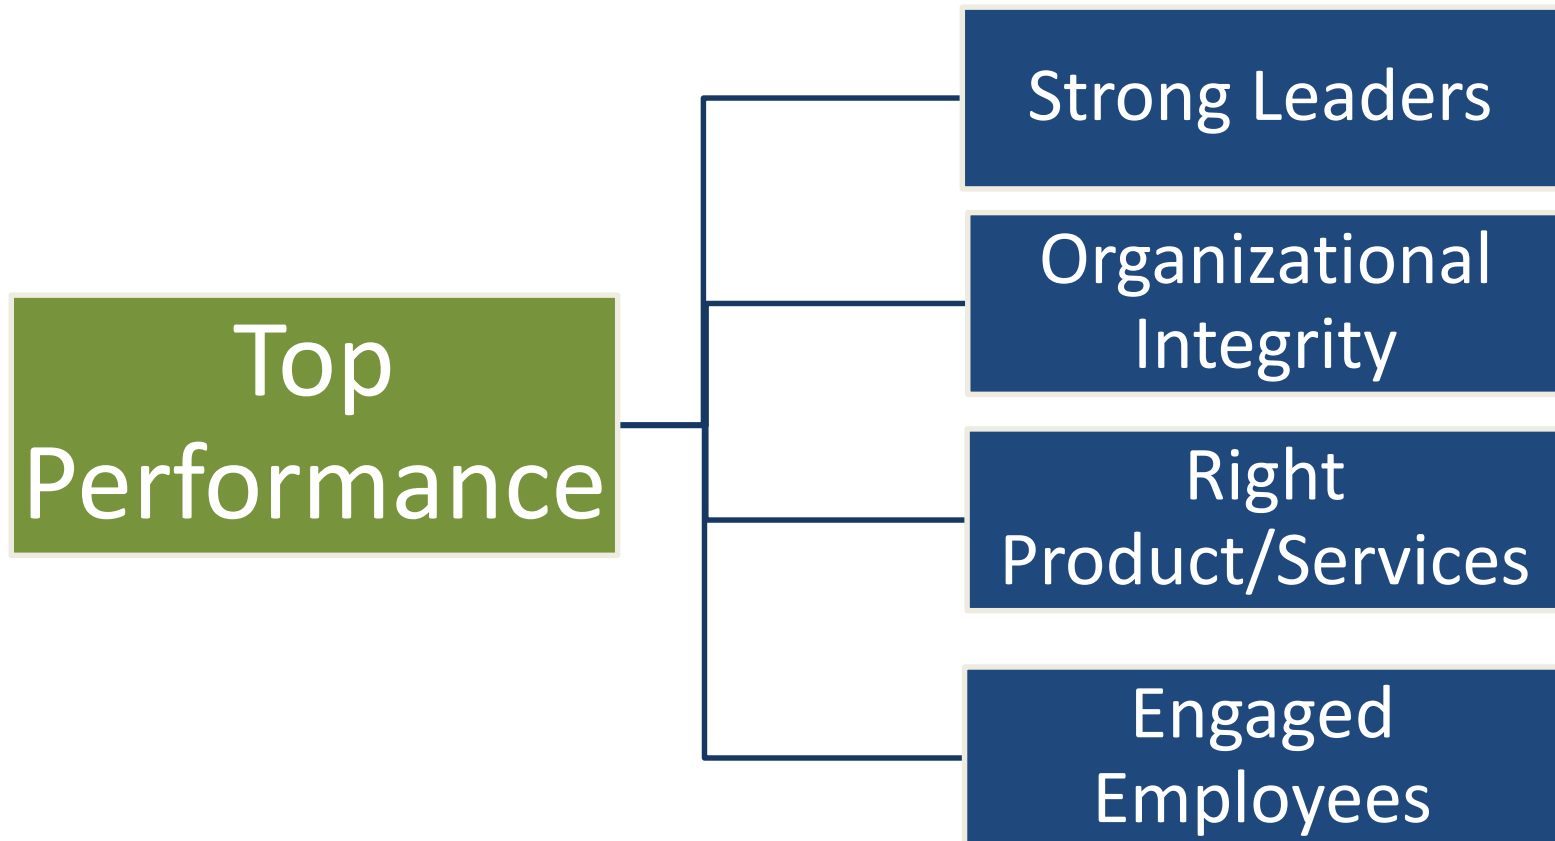 Strong Leaders
Organizational
Integrity
Top
Performance
Right
Product/Services
Engaged
Employees